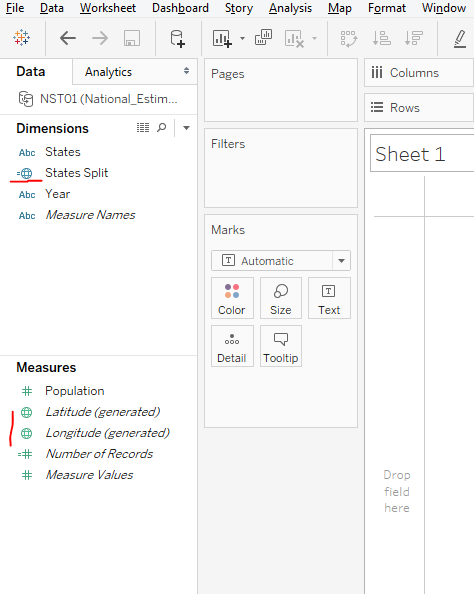 File Data Worksheet Dashboard Story Analysis Map Format Window
Data Analytics
NST01 (National_Estim...
Dimensions
Abc States
States Split
Abc Year
Abc Measure Names
Measures
Population
Latitude (generated)
Longitude (generated)
Number of Records
Measure Values
Pages
Filters
Marks
T Automatic
Color Size T Text
Detail Tooltip
Columns
Rows
Sheet 1
Drop
field
here